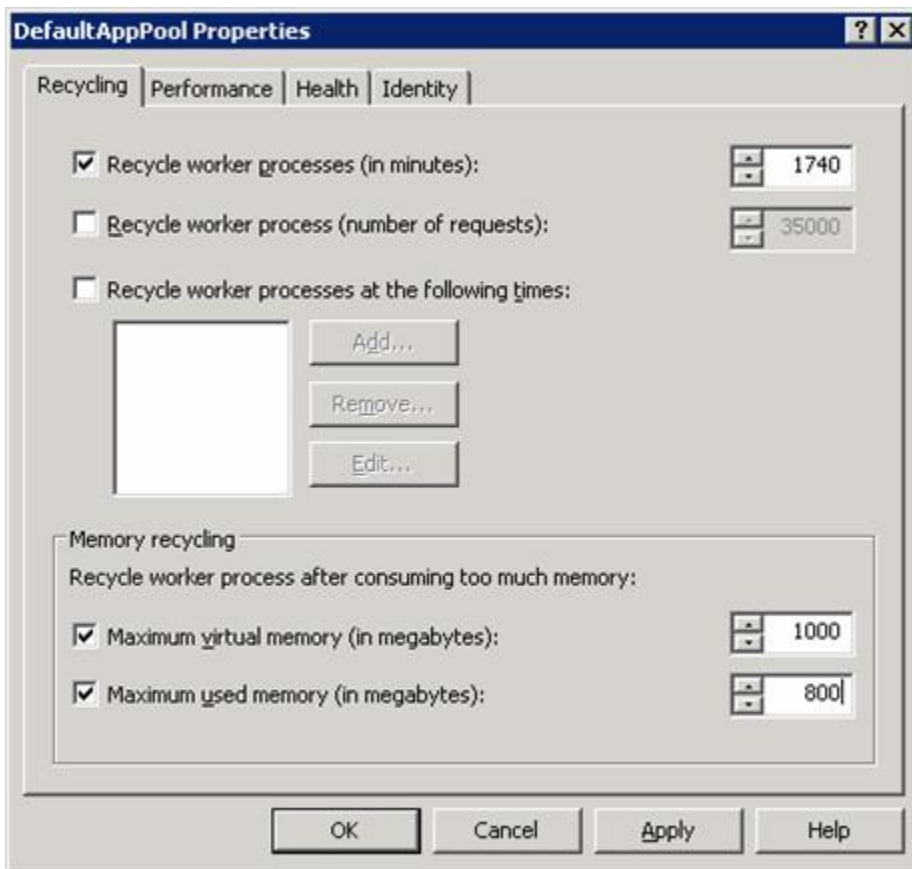 DefaultAppPool Properties
Recycling Performance Health Identity
Recycle worker processes (in minutes): 1740
Recycle worker process (number of requests): 35000
Recycle worker processes at the following times:
Add...
Remove...
Edit...
Memory recycling
Recycle worker process after consuming too much memory:
Maximum virtual memory (in megabytes): 1000
Maximum used memory (in megabytes): 800
OK Cancel Apply Help